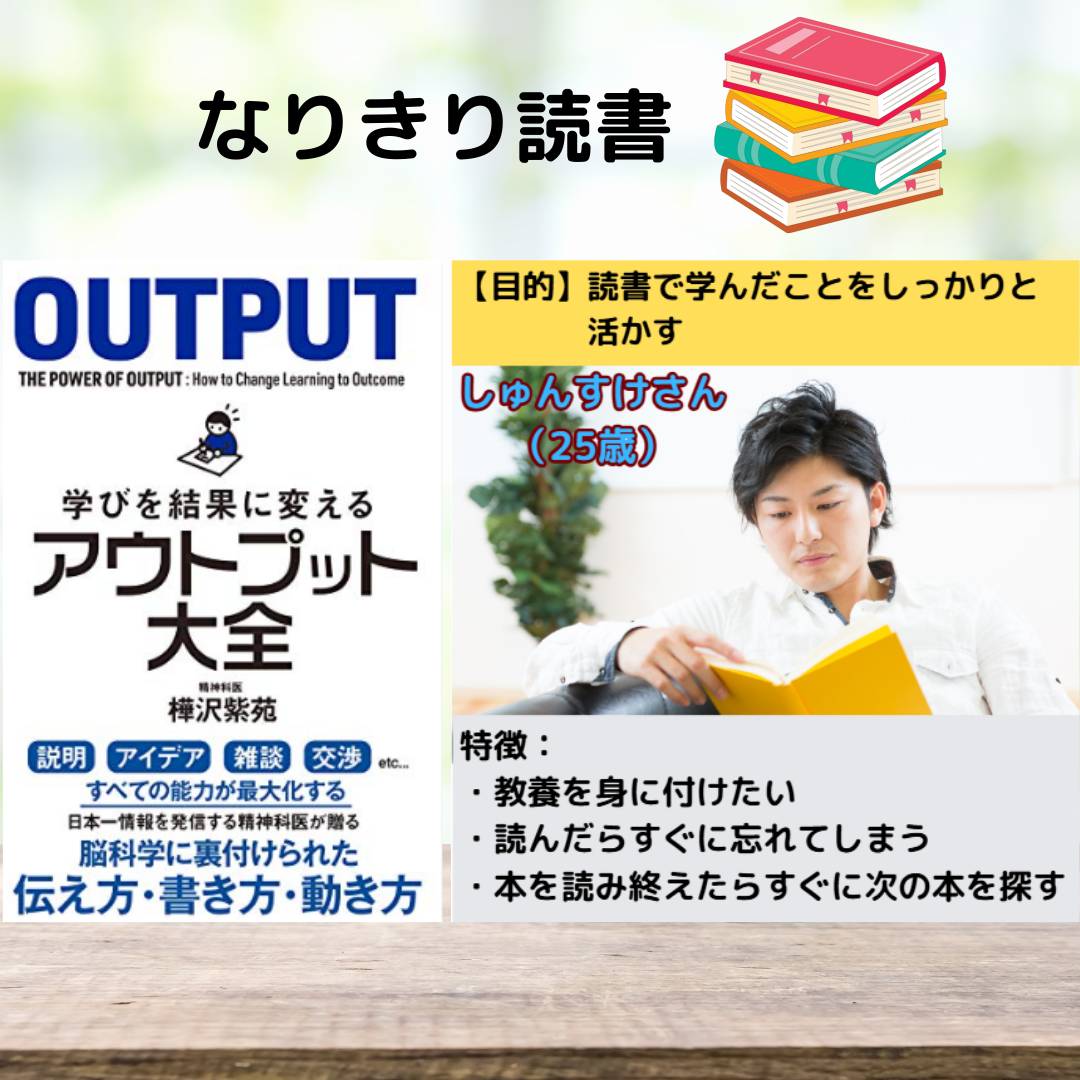 なりきり読書
OUTPUT
THE POWER OF OUTPUT : How to Change Learning to Outcome
学びを結果に変える
アウトプット
大全
精神科医
樺沢紫苑
説明 アイデア 雑談 交渉 etc...
すべての能力が最大化する
日本一情報を発信する精神科医が贈る
脳科学に裏付けられた
伝え方・書き方・動き方
【目的】読書で学んだことをしっかりと
活かす
しゅんすけさん
（25歳）
特徴：
・教養を身に付けたい
・読んだらすぐに忘れてしまう
・本を読み終えたらすぐに次の本を探す